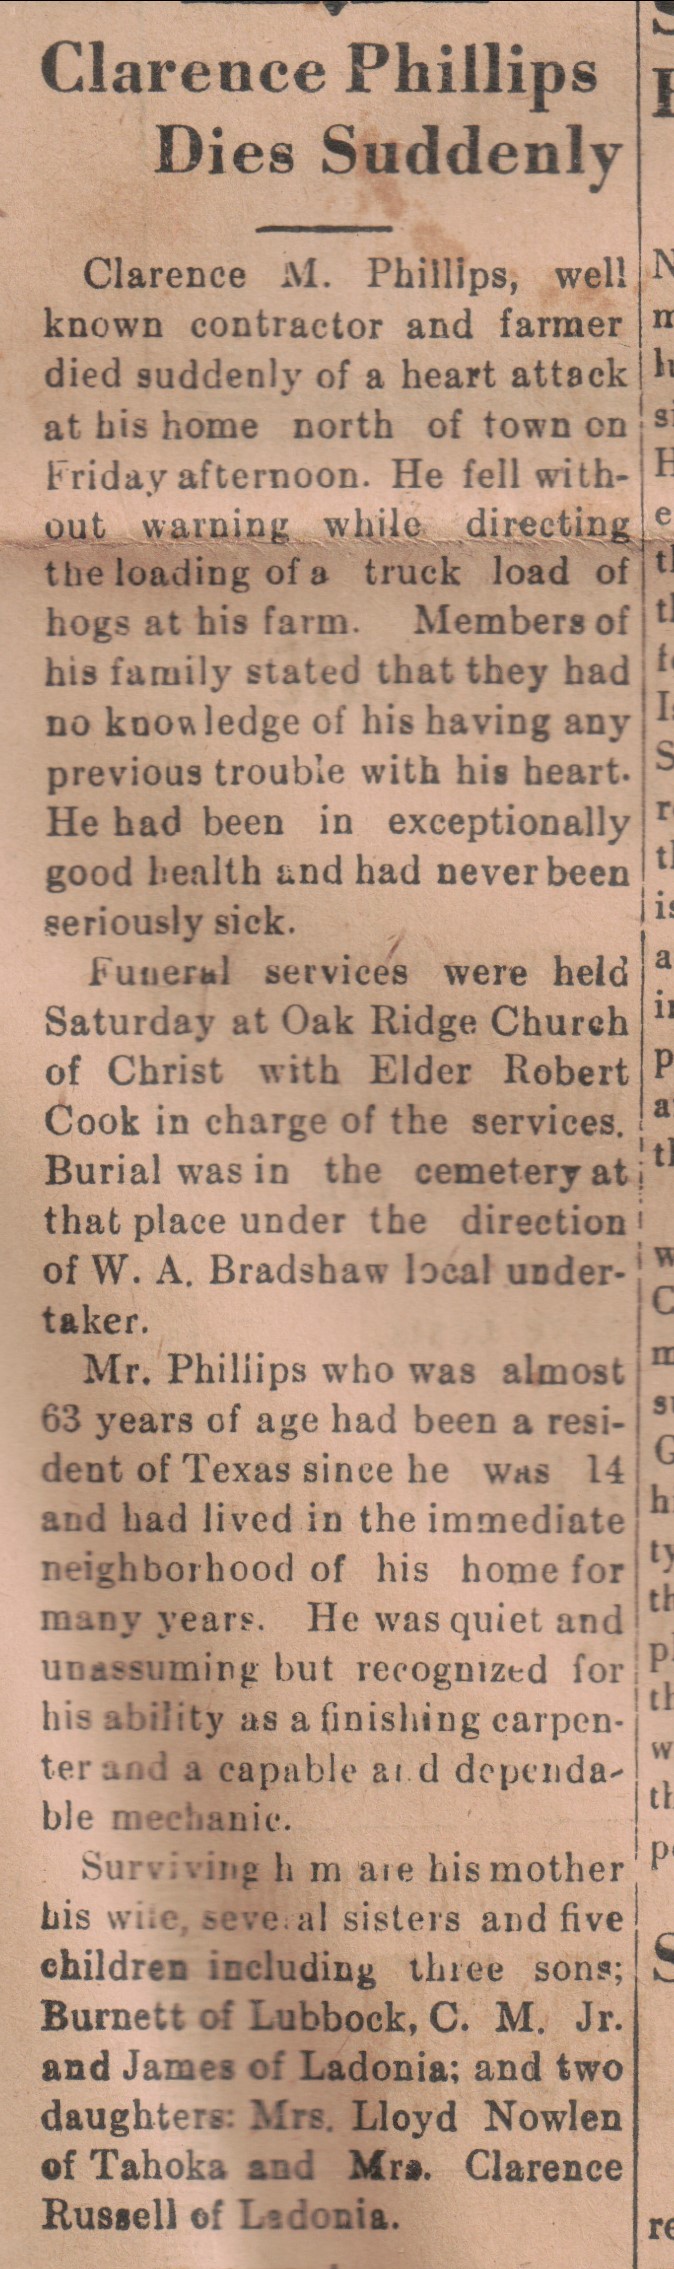 Clarence Phillips
Dies Suddenly
Clarence M. Phillips, well
known contractor and farmer
died suddenly of a heart attack
at his home north of town on
Friday afternoon. He fell with-
out warning while directing
the loading of a truck load of
hogs at his farm. Members of
his family stated that they had
no knowledge of his having any
previous trouble with his heart.
He had been in exceptionally
good health and had never been
seriously sick.
Funeral services were held
Saturday at Oak Ridge Church
of Christ with Elder Robert
Cook in charge of the services.
Burial was in the cemetery at
that place under the direction
of W. A. Bradshaw local under-
taker.
Mr. Phillips who was almost
63 years of age had been a resi-
dent of Texas since he was 14
and had lived in the immediate
neighborhood of his home for
many years. He was quiet and
unassuming but recognized for
his ability as a finishing carpen-
ter and a capable and dependa-
ble mechanic.
Surviving h m are his mother
his wife, several sisters and five
children including three sons;
Burnett of Lubbock, C. M. Jr.
and James of Ladonia; and two
daughters: Mrs. Lloyd Nowlen
of Tahoka and Mrs. Clarence
Russell of Ladonia.